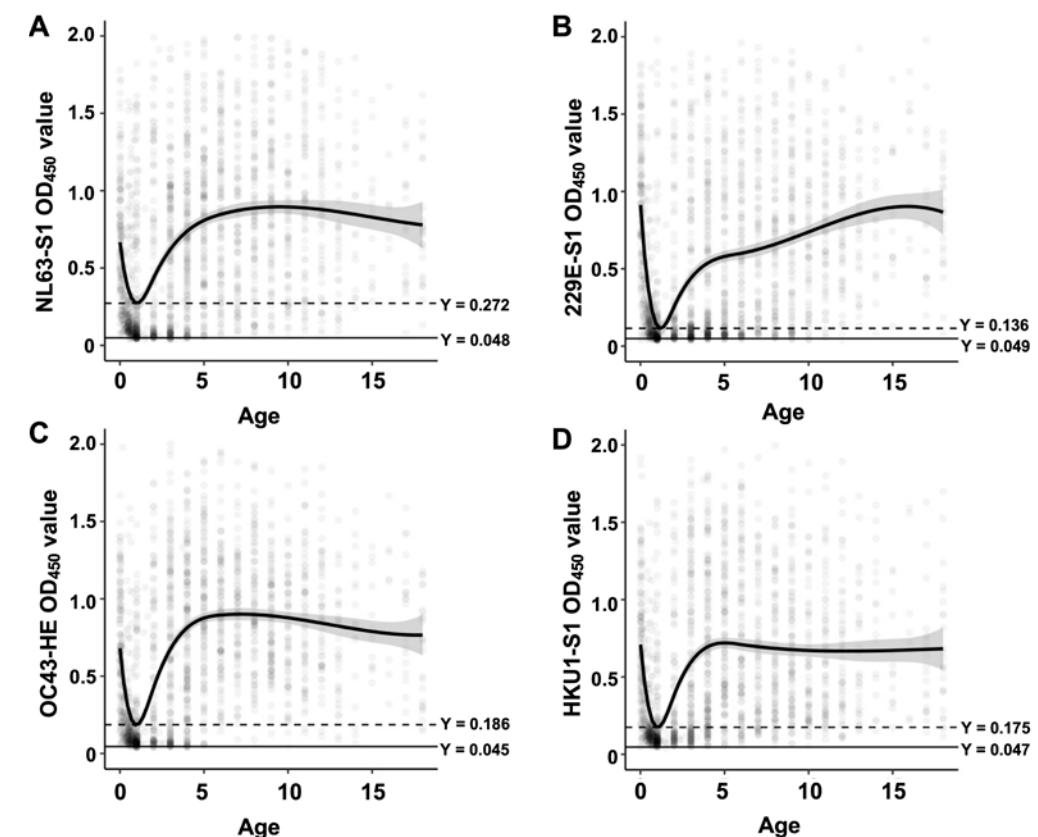 A
NL63-S1 OD450 value
2.0
1.5
1.0
0.5
0
Y = 0.272
Y = 0.048
0 5 10 15
Age
B
229E-S1 OD450 value
2.0
1.5
1.0
0.5
0
Y = 0.136
Y = 0.049
0 5 10 15
Age
C
OC43-HE OD450 value
2.0
1.5
1.0
0.5
0
Y = 0.186
Y = 0.045
0 5 10 15
Age
D
HKU1-S1 OD450 value
2.0
1.5
1.0
0.5
0
Y = 0.175
Y = 0.047
0 5 10 15
Age